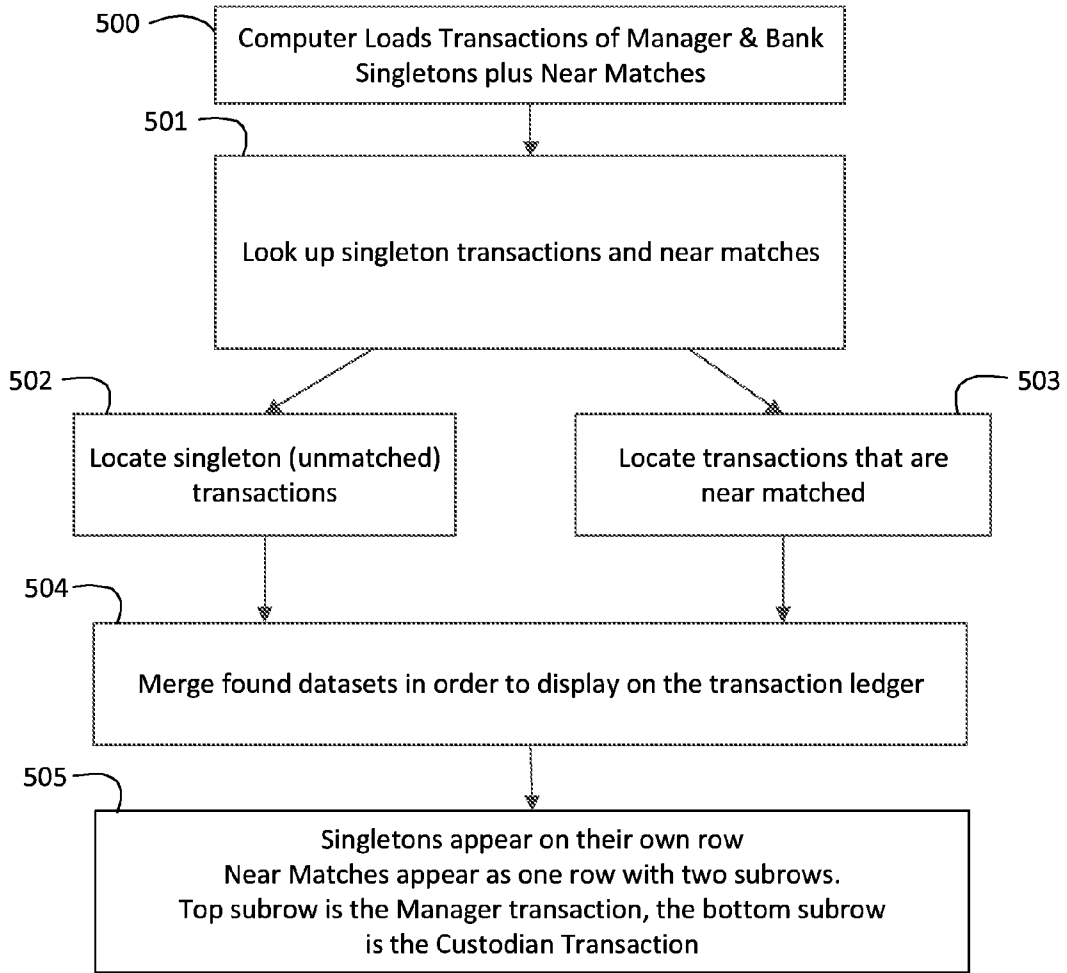 500
Computer Loads Transactions of Manager & Bank
Singletons plus Near Matches
501
Look up singleton transactions and near matches
502
Locate singleton (unmatched)
transactions
503
Locate transactions that are
near matched
504
Merge found datasets in order to display on the transaction ledger
505
Singletons appear on their own row
Near Matches appear as one row with two subrows.
Top subrow is the Manager transaction, the bottom subrow
is the Custodian Transaction